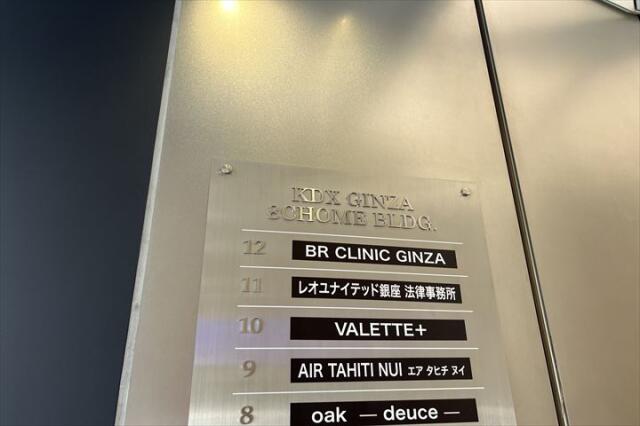 KDX GINZA
8CHOME BLDG.
12 BR CLINIC GINZA
11 レオユナイテッド銀座 法律事務所
10 VALETTE+
9 AIR TAHITI NUI エア タヒチ ヌイ
8 oak — deuce —